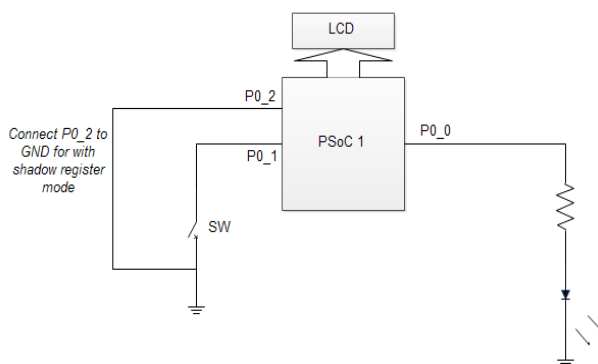 LCD
P0_2
Connect P0_2 to
GND for with
shadow register
mode
P0_1
PSoC 1
P0_0
SW